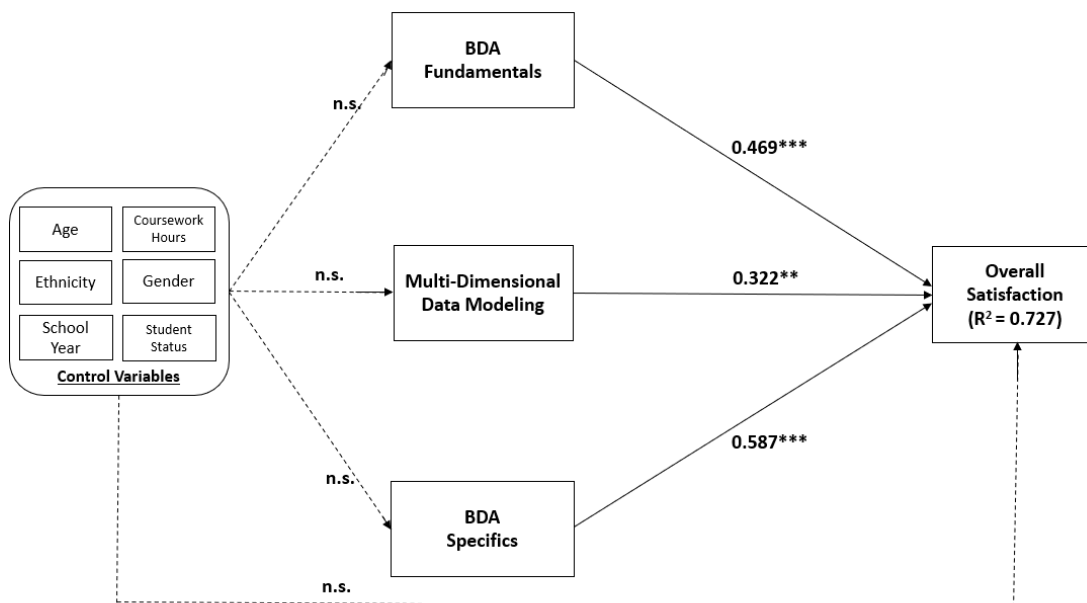 BDA
Fundamentals
n.s.
0.469***
Age
Coursework
Hours
Ethnicity
Gender
School
Year
Student
Status
Control Variables
n.s.
Multi-Dimensional
Data Modeling
0.322**
Overall
Satisfaction
(R² = 0.727)
0.587***
n.s.
BDA
Specifics
n.s.